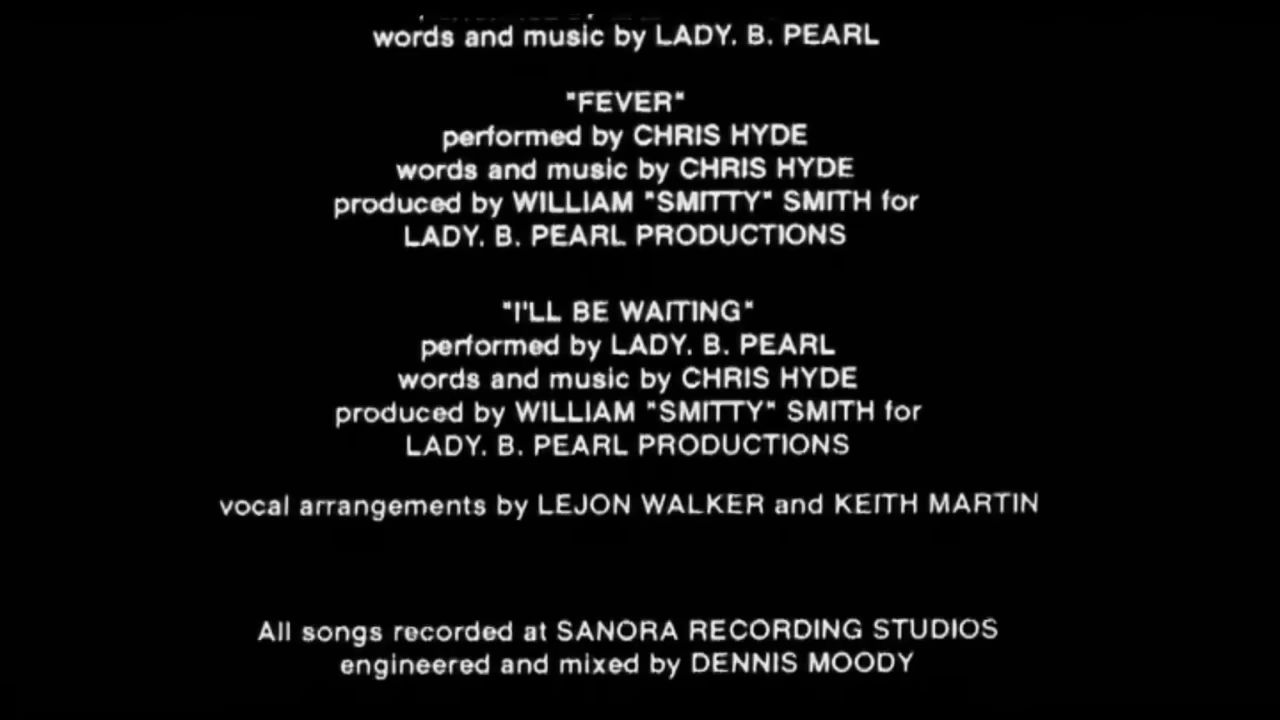 words and music by LADY. B. PEARL
"FEVER"
performed by CHRIS HYDE
words and music by CHRIS HYDE
produced by WILLIAM "SMITTY" SMITH for
LADY. B. PEARL PRODUCTIONS
"I'LL BE WAITING"
performed by LADY. B. PEARL
words and music by CHRIS HYDE
produced by WILLIAM "SMITTY" SMITH for
LADY. B. PEARL PRODUCTIONS
vocal arrangements by LEJON WALKER and KEITH MARTIN
All songs recorded at SANORA RECORDING STUDIOS
engineered and mixed by DENNIS MOODY